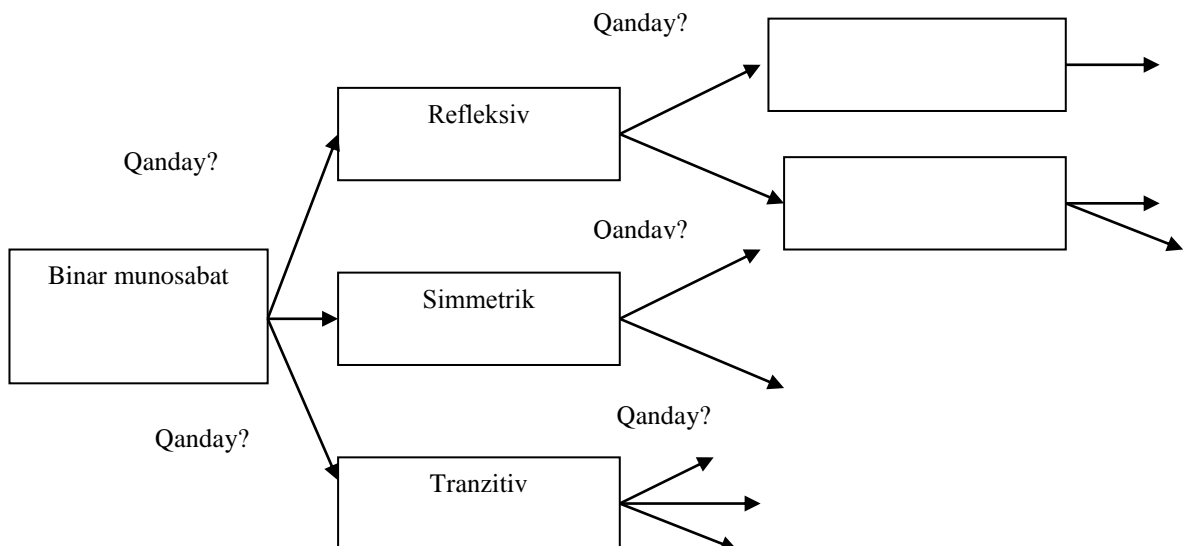 Qanday?
Refleksiv
Qanday?
Qanday?
Binar munosabat
Simmetrik
Qanday?
Qanday?
Tranzitiv